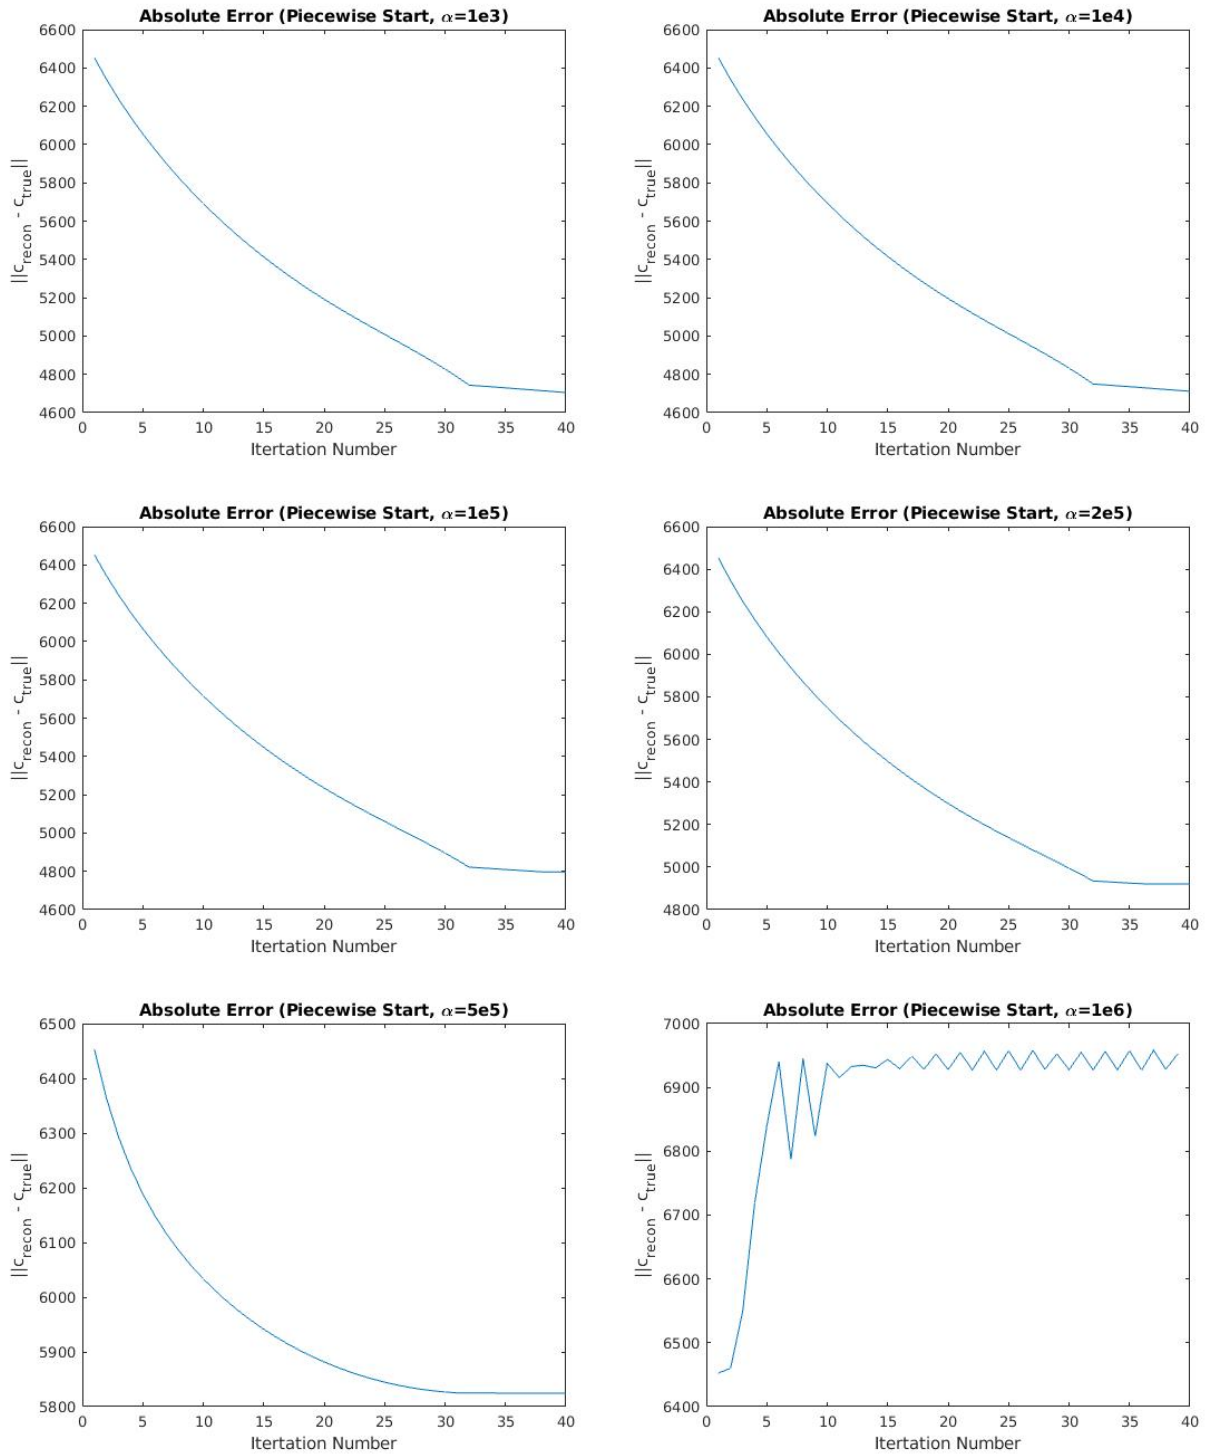 Absolute Error (Piecewise Start, α=1e3)
6600
6400
6200
6000
5800
5600
5400
5200
5000
4800
4600
||c_recon - c_true||
0 5 10 15 20 25 30 35 40
Itertation Number
Absolute Error (Piecewise Start, α=1e4)
6600
6400
6200
6000
5800
5600
5400
5200
5000
4800
4600
||c_recon - c_true||
0 5 10 15 20 25 30 35 40
Itertation Number
Absolute Error (Piecewise Start, α=1e5)
6600
6400
6200
6000
5800
5600
5400
5200
5000
4800
4600
||c_recon - c_true||
0 5 10 15 20 25 30 35 40
Itertation Number
Absolute Error (Piecewise Start, α=2e5)
6600
6400
6200
6000
5800
5600
5400
5200
5000
4800
||c_recon - c_true||
0 5 10 15 20 25 30 35 40
Itertation Number
Absolute Error (Piecewise Start, α=5e5)
6500
6400
6300
6200
6100
6000
5900
5800
||c_recon - c_true||
0 5 10 15 20 25 30 35 40
Itertation Number
Absolute Error (Piecewise Start, α=1e6)
7000
6900
6800
6700
6600
6500
6400
||c_recon - c_true||
0 5 10 15 20 25 30 35 40
Itertation Number